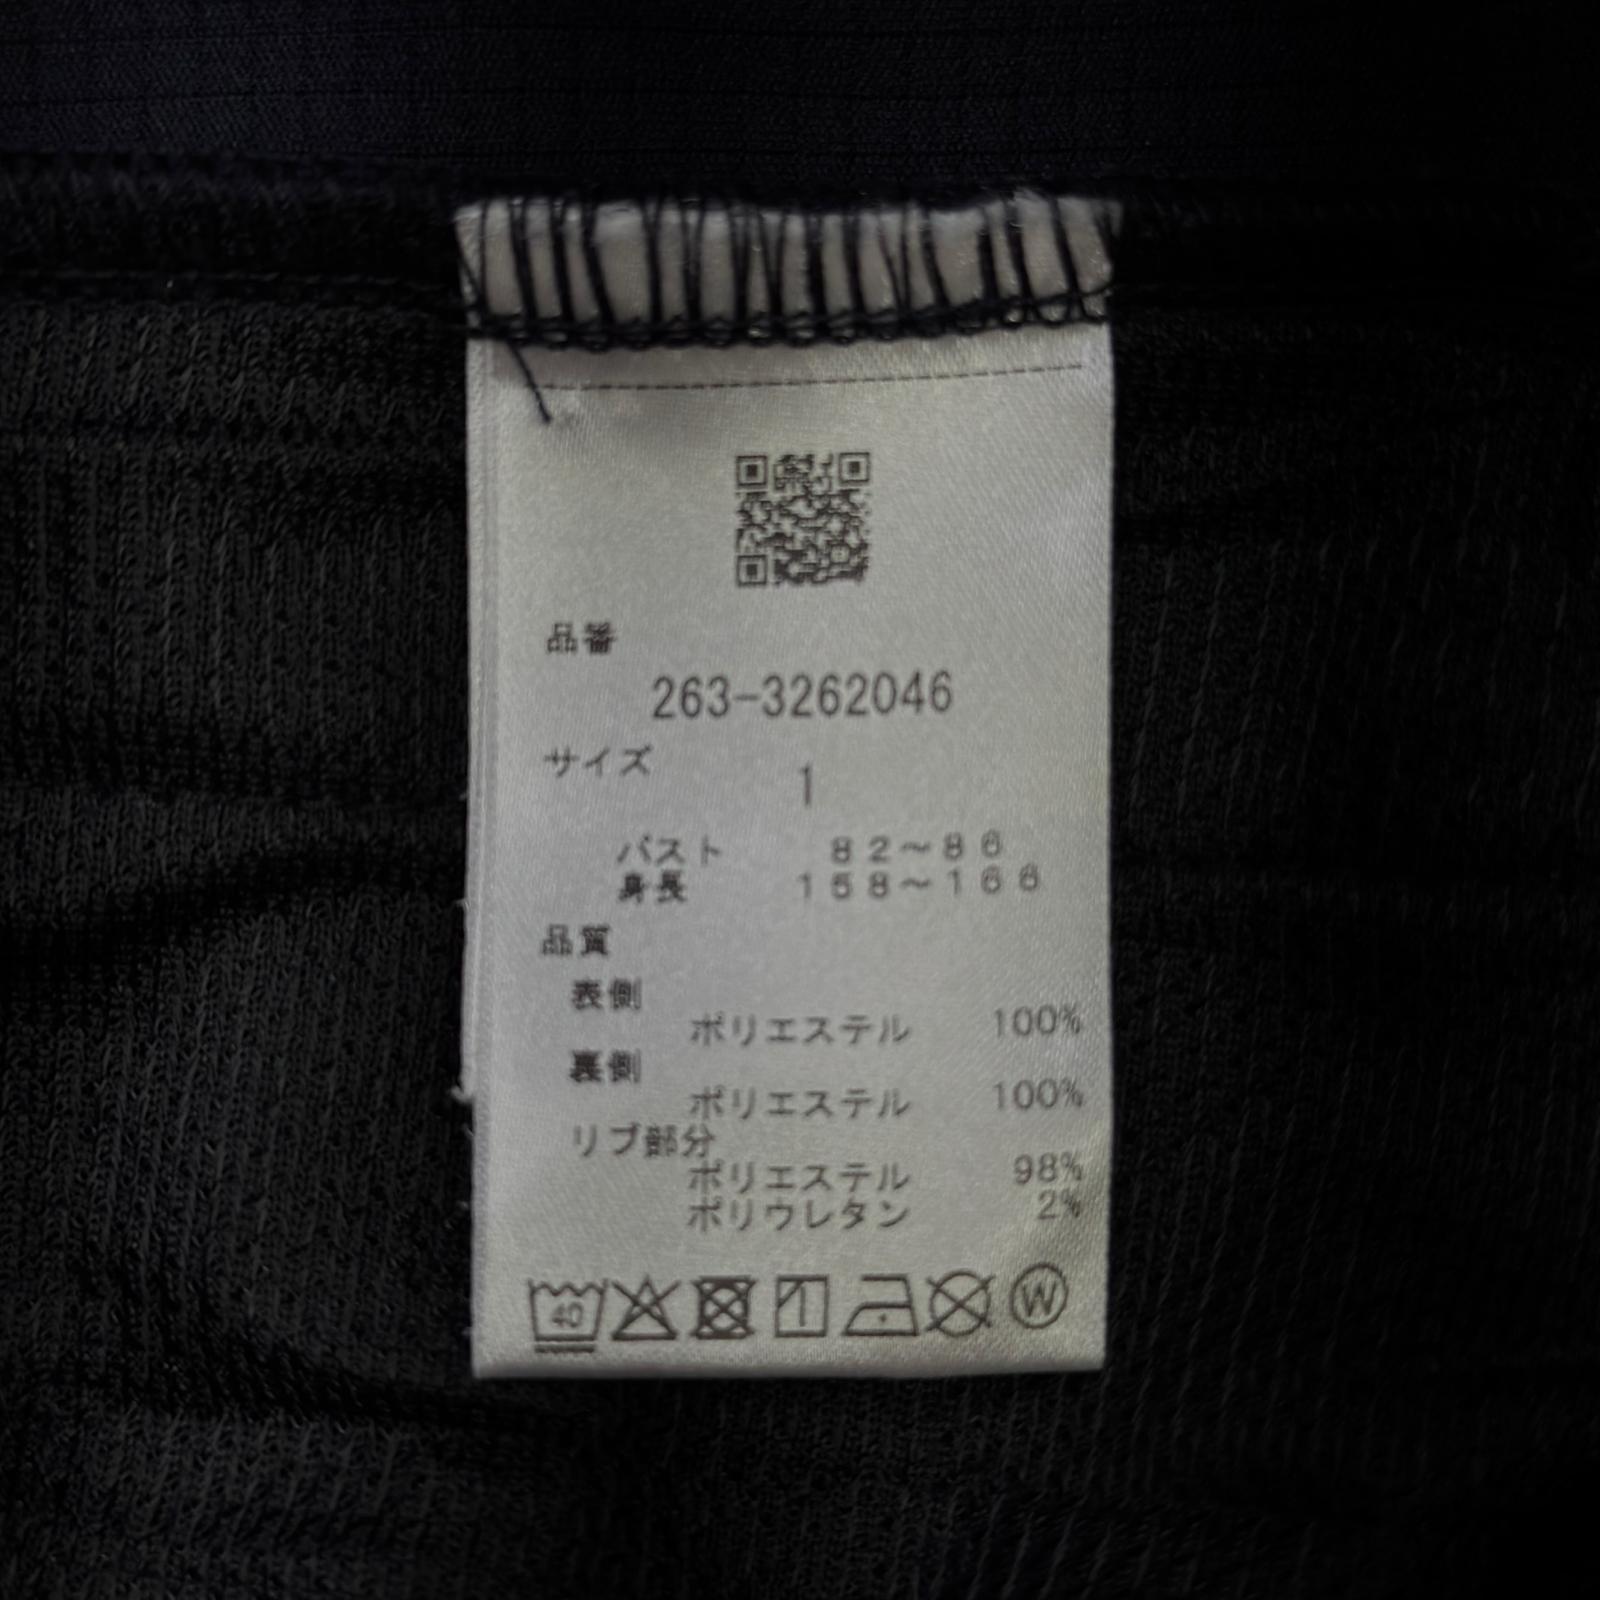 品番
263-3262046
サイズ 1
バスト 82～86
身長 158～166
品質
表側
ポリエステル 100%
裏側
ポリエステル 100%
リブ部分
ポリエステル 98%
ポリウレタン 2%
40 W